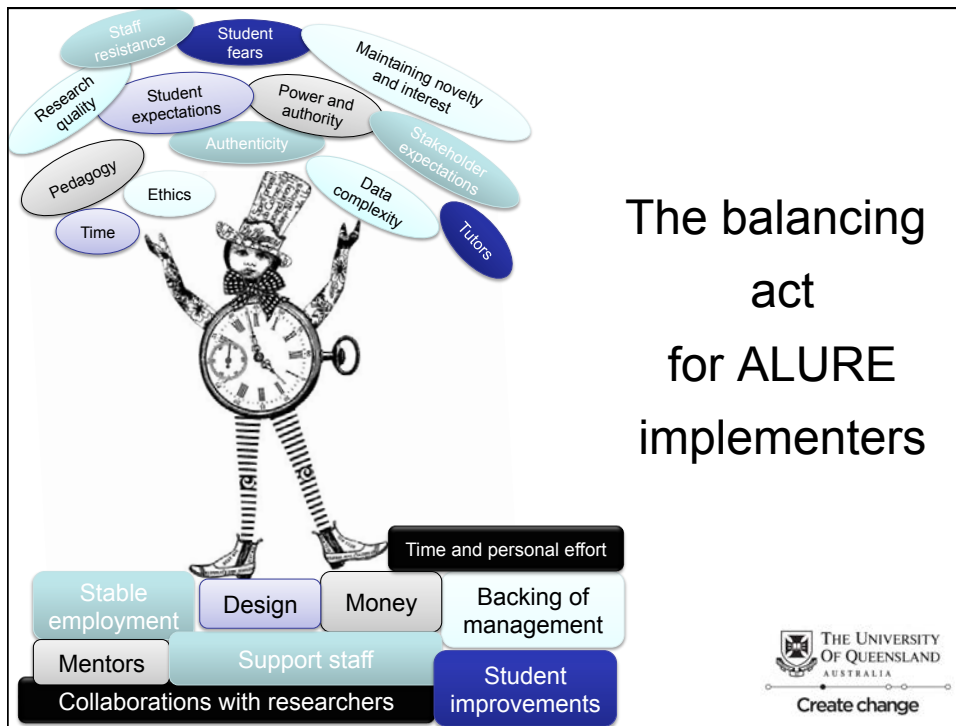 Staff
resistance
Student
fears
Maintaining novelty
and interest
Research
quality
Student
expectations
Power and
authority
Authenticity
Stakeholder
expectations
Pedagogy
Ethics
Data
complexity
Time
Tutors
The balancing
act
for ALURE
implementers
Time and personal effort
Stable
employment
Design
Money
Backing of
management
Mentors
Support staff
Student
improvements
Collaborations with researchers
THE UNIVERSITY
OF QUEENSLAND
AUSTRALIA
Create change